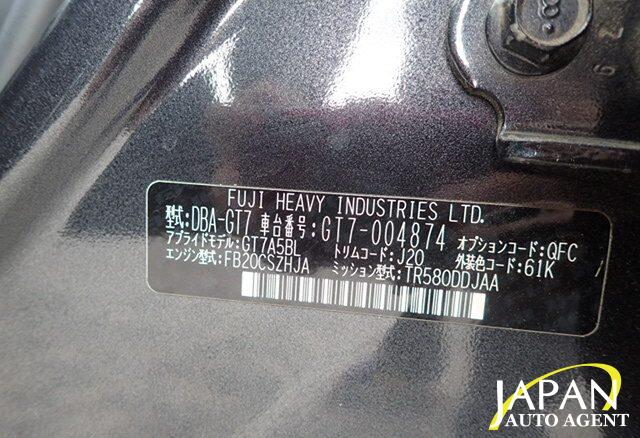 FUJI HEAVY INDUSTRIES LTD.
型式:DBA-GT7 車台番号:GT7-004874 オプションコード:QFC
アプライドモデル:GT7A5BL トリムコード:J20 外装色コード:61K
エンジン型式:FB20CSZHJA ミッション型式:TR580DDJAA
JAPAN
AUTO AGENT